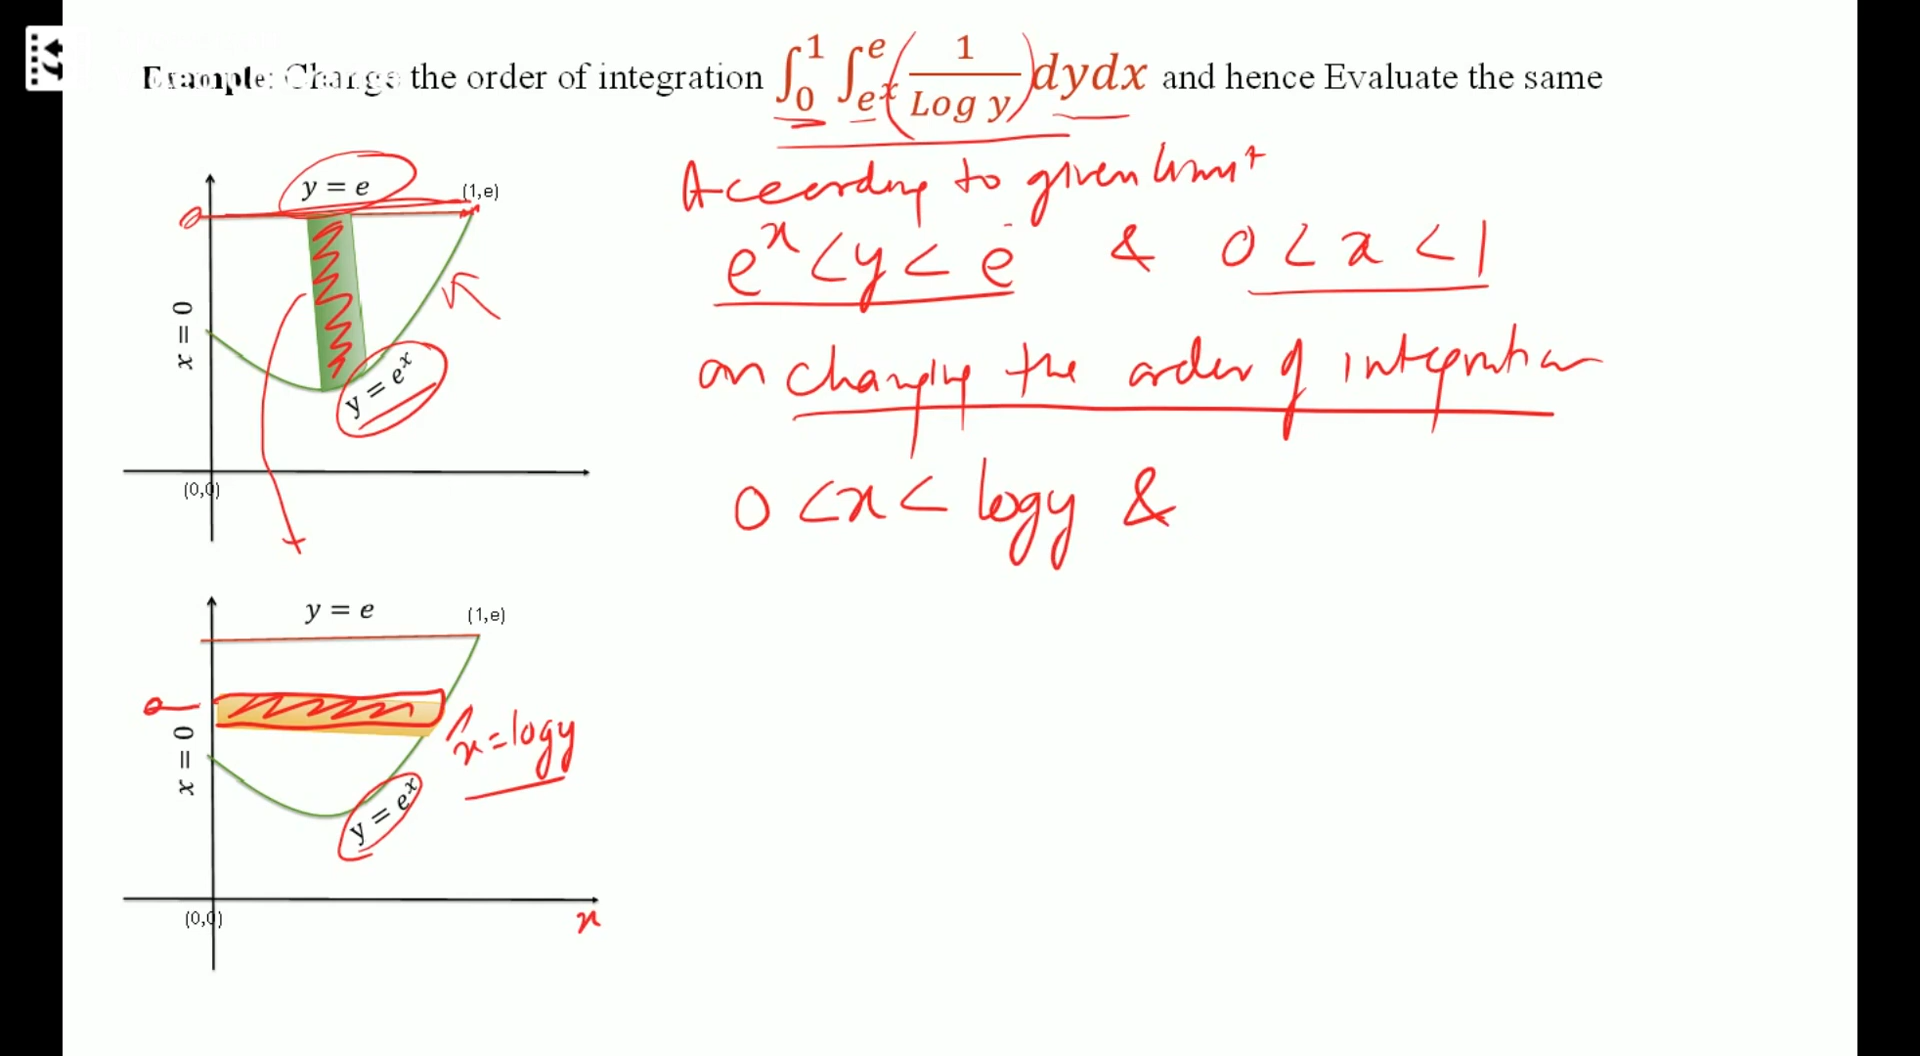 Example: Change the order of integration ∫₀¹ ∫ₑˣᵉ (1/Log y) dydx and hence Evaluate the same
According to given limit
eˣ < y < e & 0 < x < 1
on changing the order of integration
0 < x < logy &
y = e
(1,e)
x = 0
y = eˣ
(0,0)
y = e
(1,e)
x = 0
x = logy
y = eˣ
(0,0)
x